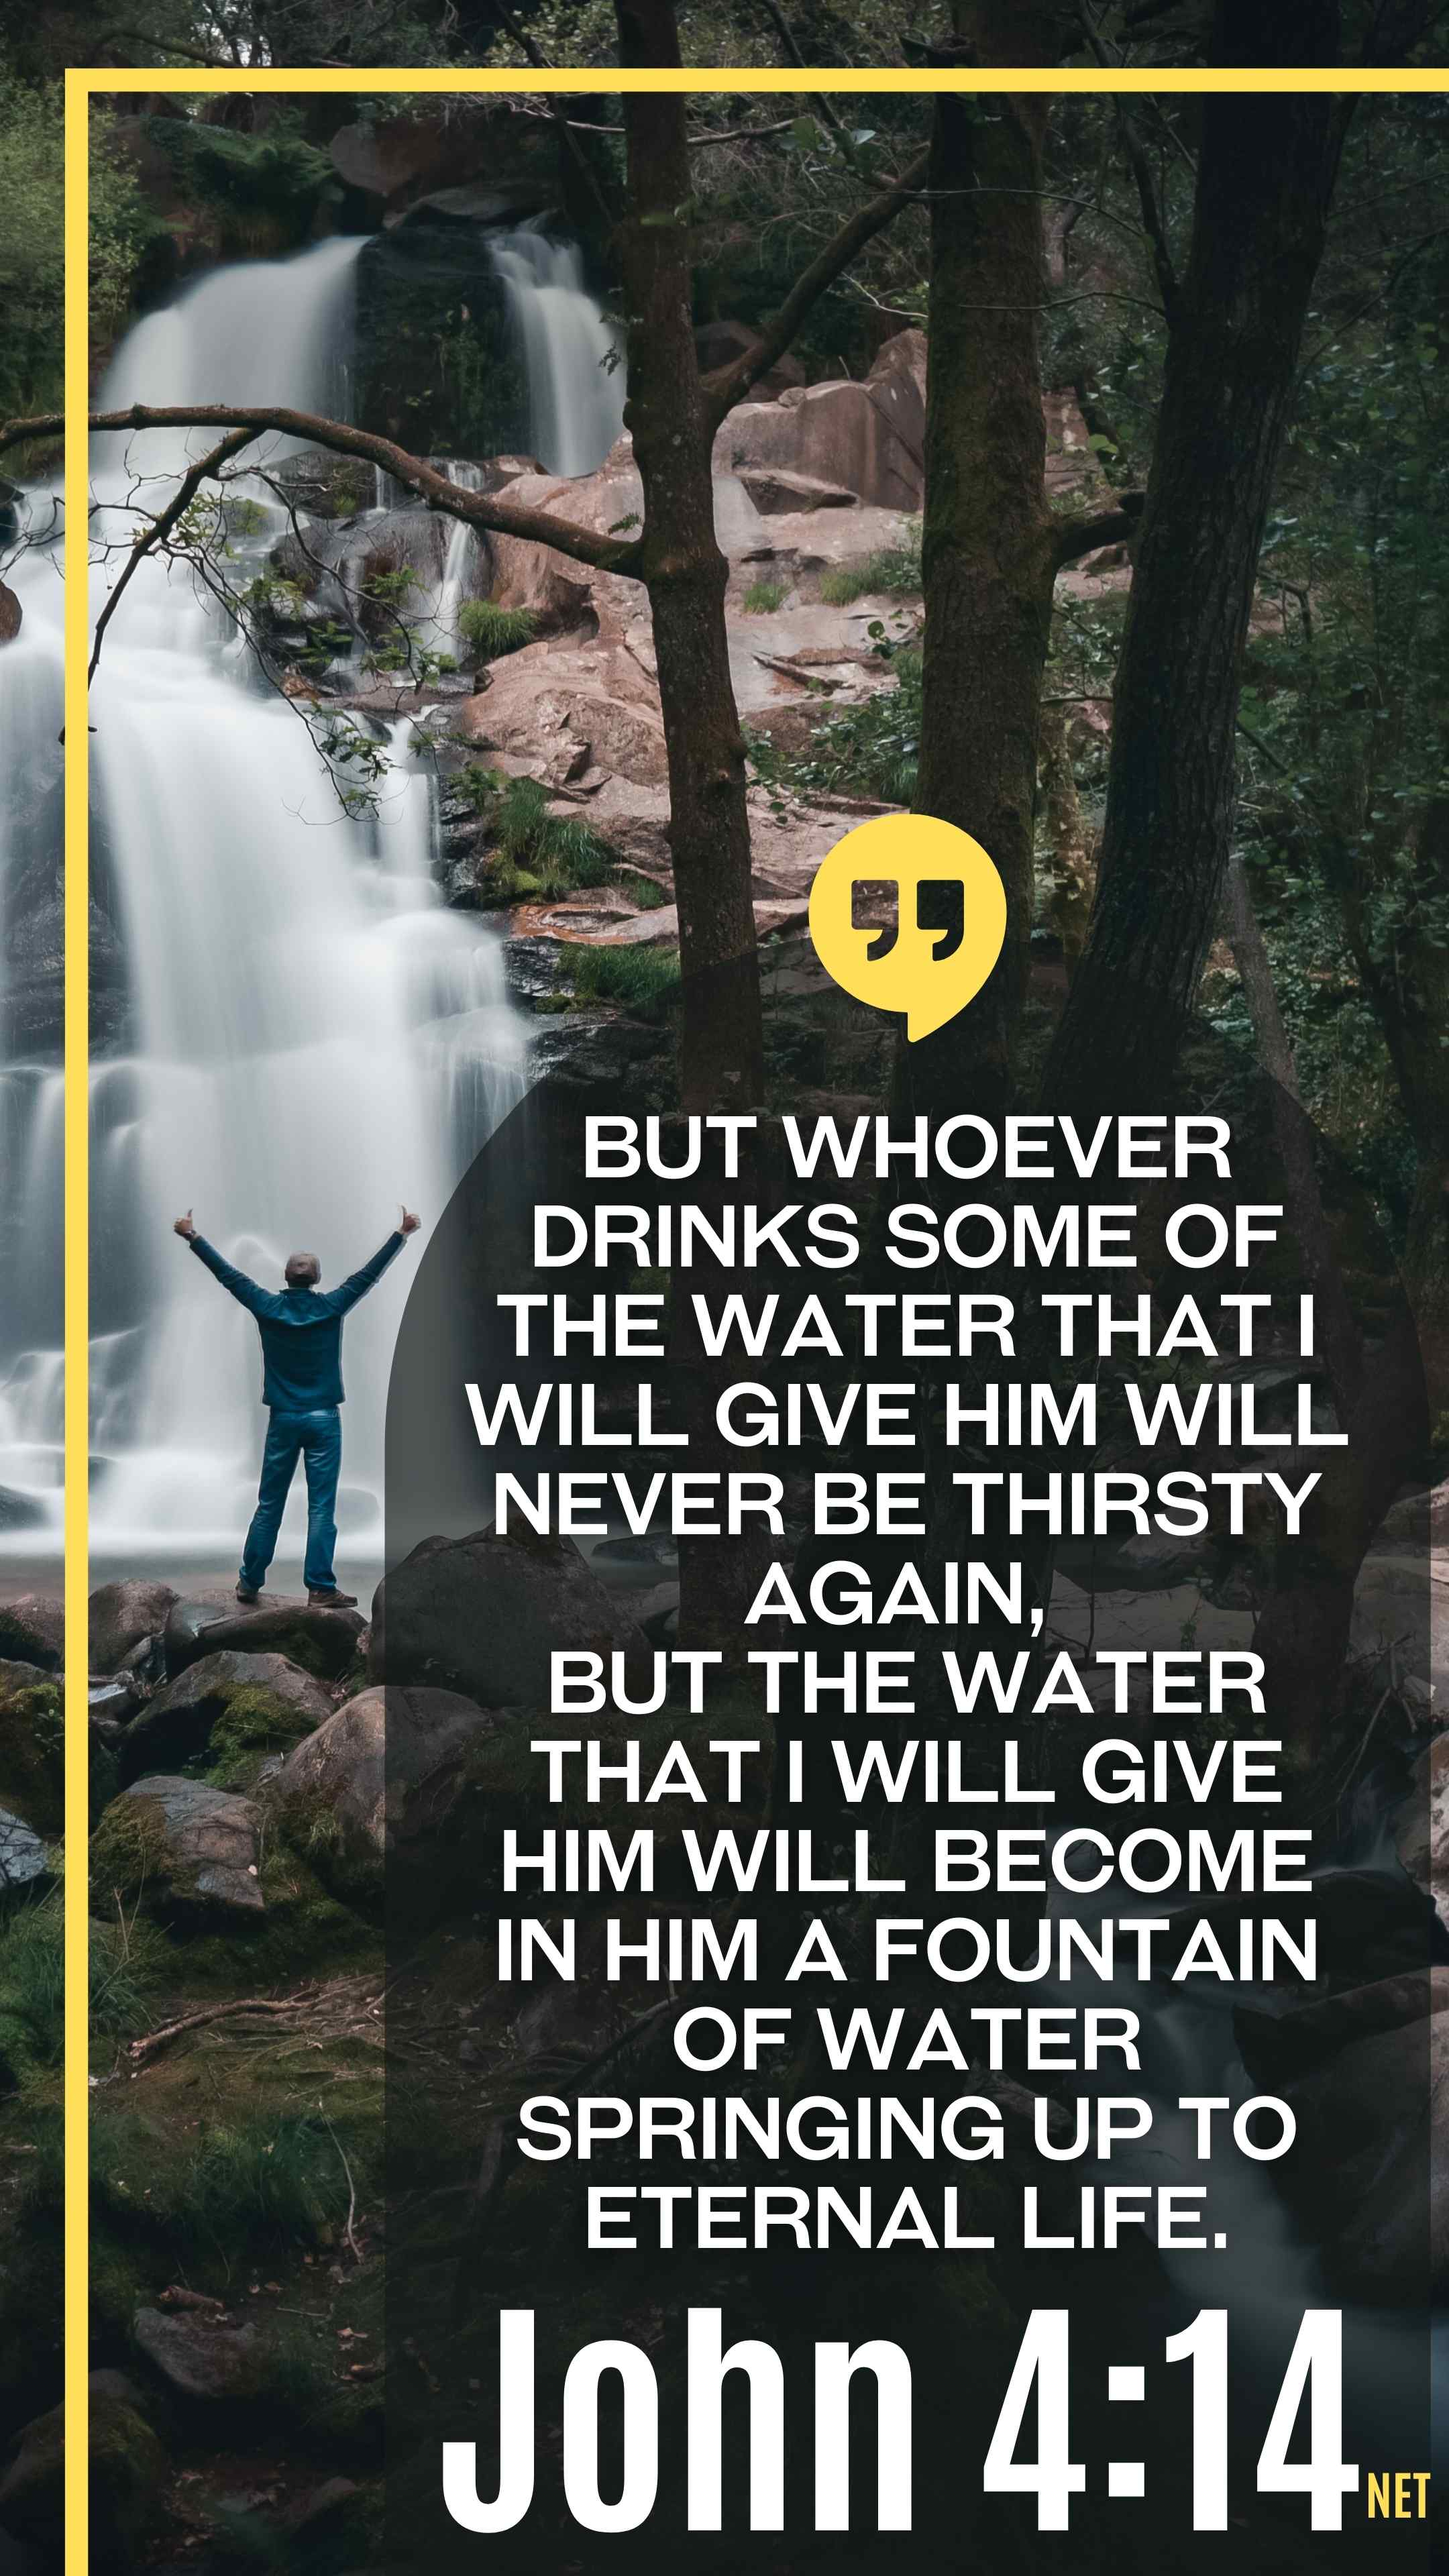 BUT WHOEVER
DRINKS SOME OF
THE WATER THAT I
WILL GIVE HIM WILL
NEVER BE THIRSTY
AGAIN,
BUT THE WATER
THAT I WILL GIVE
HIM WILL BECOME
IN HIM A FOUNTAIN
OF WATER
SPRINGING UP TO
ETERNAL LIFE.
John 4:14 NET